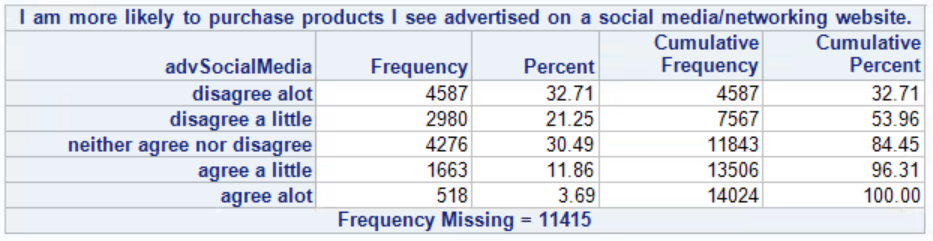 I am more likely to purchase products I see advertised on a social media/networking website.
advSocialMedia Frequency Percent Cumulative Frequency Cumulative Percent
disagree alot 4587 32.71 4587 32.71
disagree a little 2980 21.25 7567 53.96
neither agree nor disagree 4276 30.49 11843 84.45
agree a little 1663 11.86 13506 96.31
agree alot 518 3.69 14024 100.00
Frequency Missing = 11415